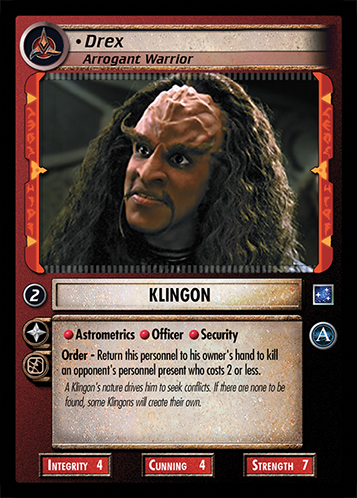 • Drex
Arrogant Warrior
2
KLINGON
• Astrometrics • Officer • Security
A
Order - Return this personnel to his owner's hand to kill
an opponent's personnel present who costs 2 or less.
A Klingon's nature drives him to seek conflicts. If there are none to be
found, some Klingons will create their own.
INTEGRITY 4
CUNNING 4
STRENGTH 7